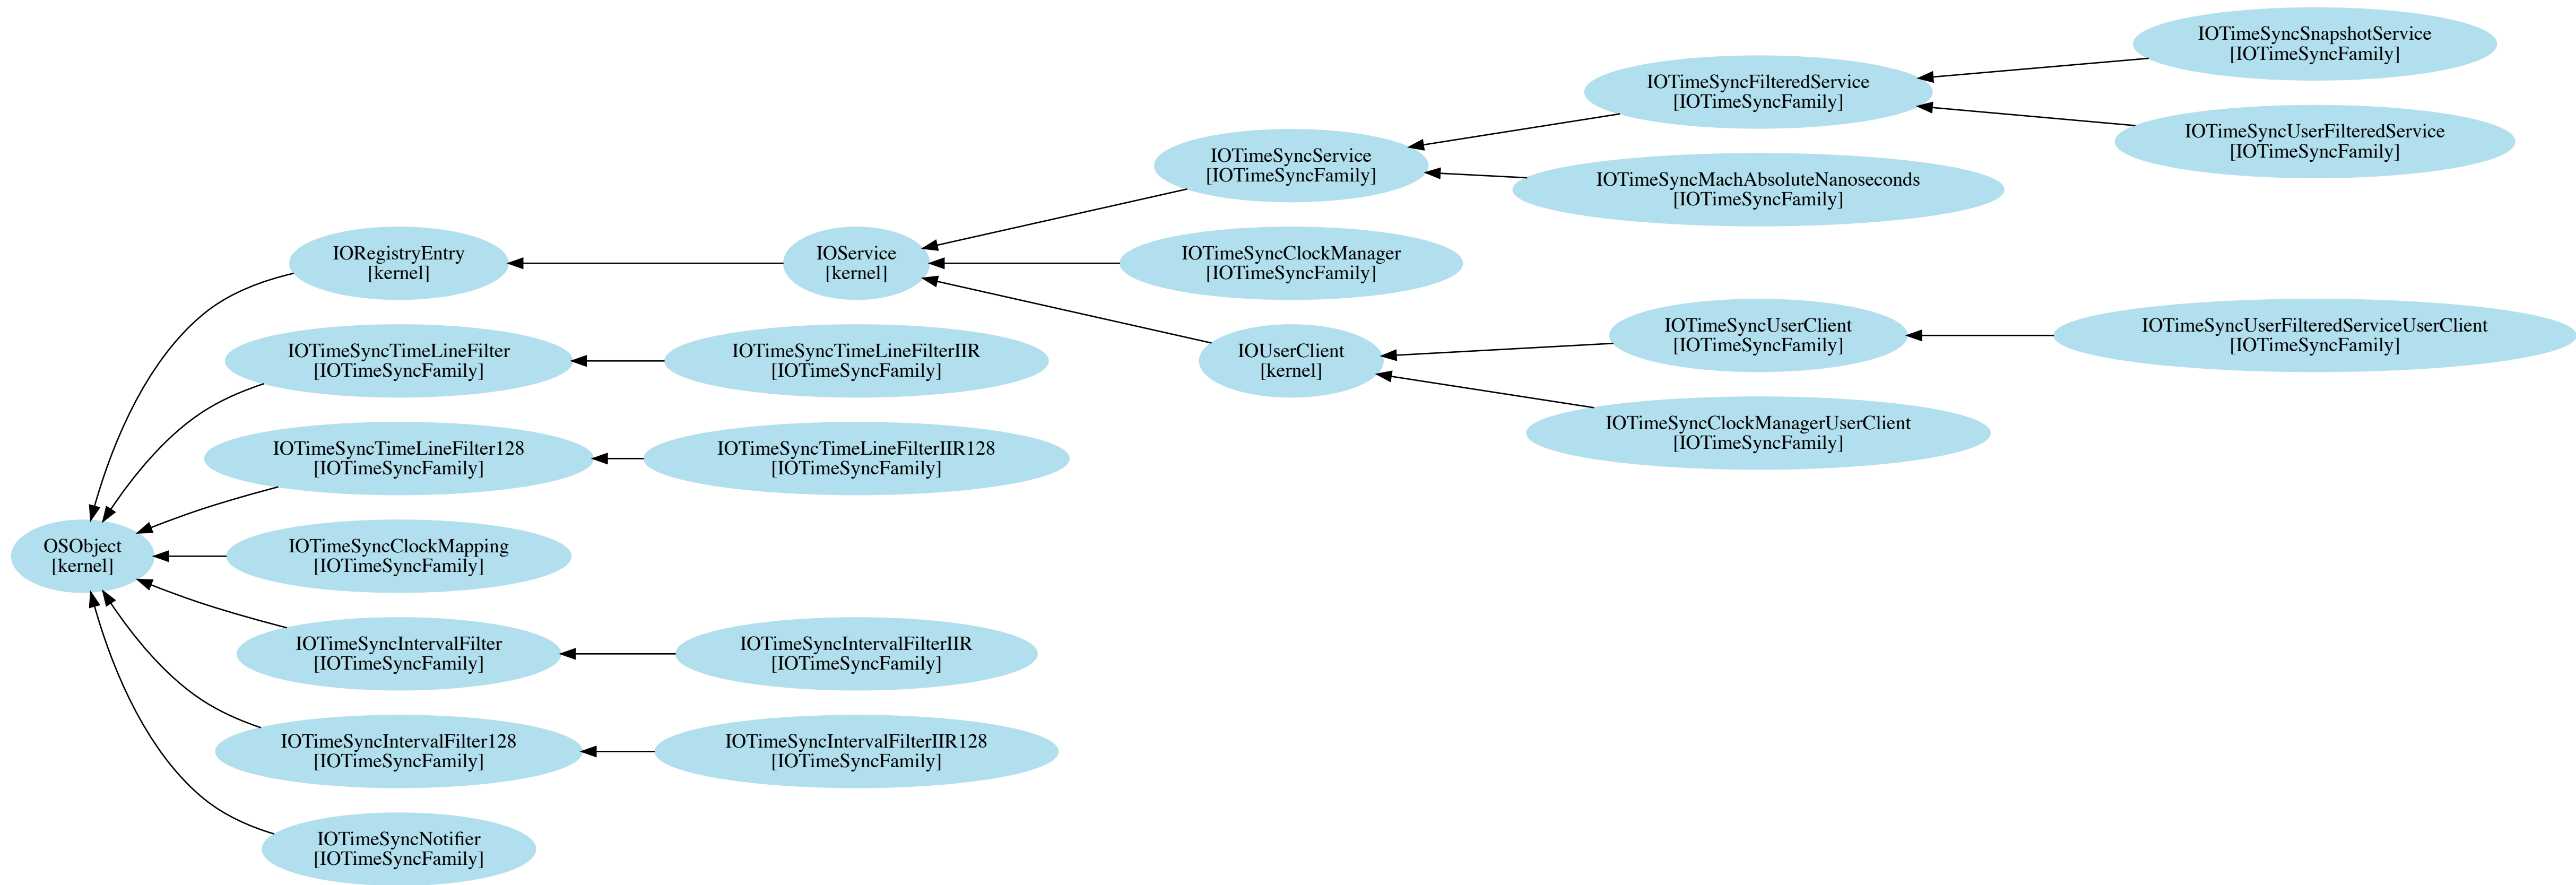 IOTimeSyncSnapshotService
[IOTimeSyncFamily]
IOTimeSyncFilteredService
[IOTimeSyncFamily]
IOTimeSyncUserFilteredService
[IOTimeSyncFamily]
IOTimeSyncService
[IOTimeSyncFamily]
IOTimeSyncMachAbsoluteNanoseconds
[IOTimeSyncFamily]
IORegistryEntry
[kernel]
IOService
[kernel]
IOTimeSyncClockManager
[IOTimeSyncFamily]
IOTimeSyncUserClient
[IOTimeSyncFamily]
IOTimeSyncUserFilteredServiceUserClient
[IOTimeSyncFamily]
IOTimeSyncTimeLineFilter
[IOTimeSyncFamily]
IOTimeSyncTimeLineFilterIIR
[IOTimeSyncFamily]
IOUserClient
[kernel]
IOTimeSyncClockManagerUserClient
[IOTimeSyncFamily]
IOTimeSyncTimeLineFilter128
[IOTimeSyncFamily]
IOTimeSyncTimeLineFilterIIR128
[IOTimeSyncFamily]
OSObject
[kernel]
IOTimeSyncClockMapping
[IOTimeSyncFamily]
IOTimeSyncIntervalFilter
[IOTimeSyncFamily]
IOTimeSyncIntervalFilterIIR
[IOTimeSyncFamily]
IOTimeSyncIntervalFilter128
[IOTimeSyncFamily]
IOTimeSyncIntervalFilterIIR128
[IOTimeSyncFamily]
IOTimeSyncNotifier
[IOTimeSyncFamily]